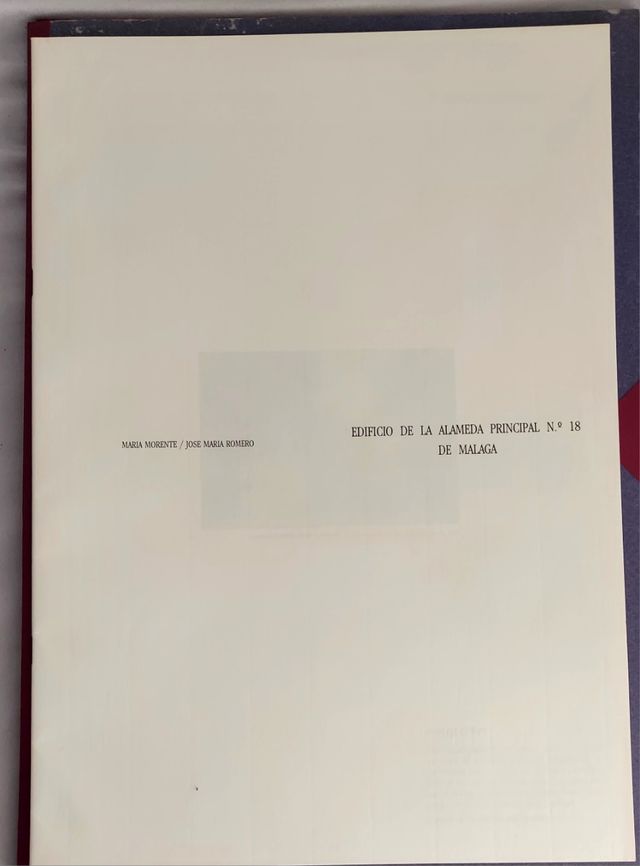 EDIFICIO DE LA ALAMEDA PRINCIPAL N.º 18
DE MALAGA
MARIA MORENTE / JOSE MARIA ROMERO